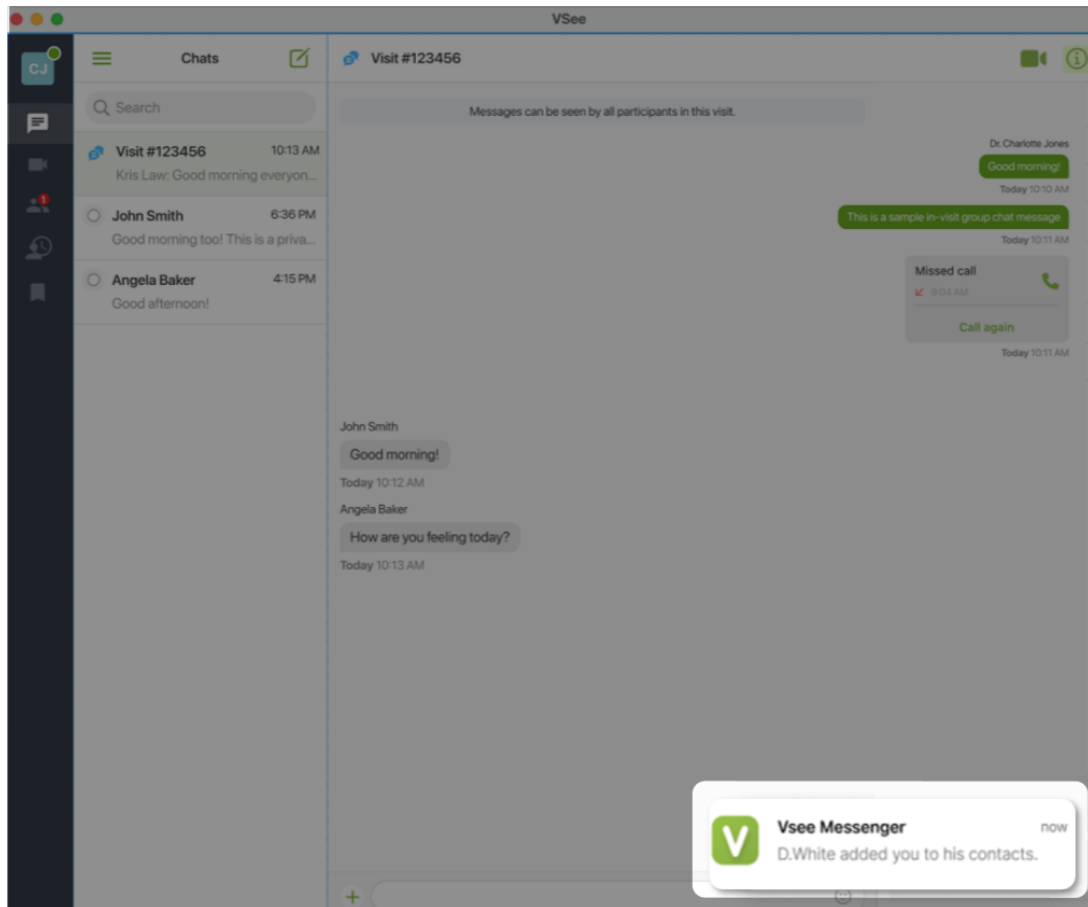 VSee
CJ
Chats
Search
Visit #123456 10:13 AM
Kris Law: Good morning everyon...
John Smith 6:36 PM
Good morning too! This is a priva...
Angela Baker 4:15 PM
Good afternoon!
1
Visit #123456
Messages can be seen by all participants in this visit.
Dr. Charlotte Jones
Good morning!
Today 10:10 AM
This is a sample in-visit group chat message
Today 10:11 AM
Missed call
8:04 AM
Call again
Today 10:11 AM
John Smith
Good morning!
Today 10:12 AM
Angela Baker
How are you feeling today?
Today 10:13 AM
V
Vsee Messenger now
D.White added you to his contacts.